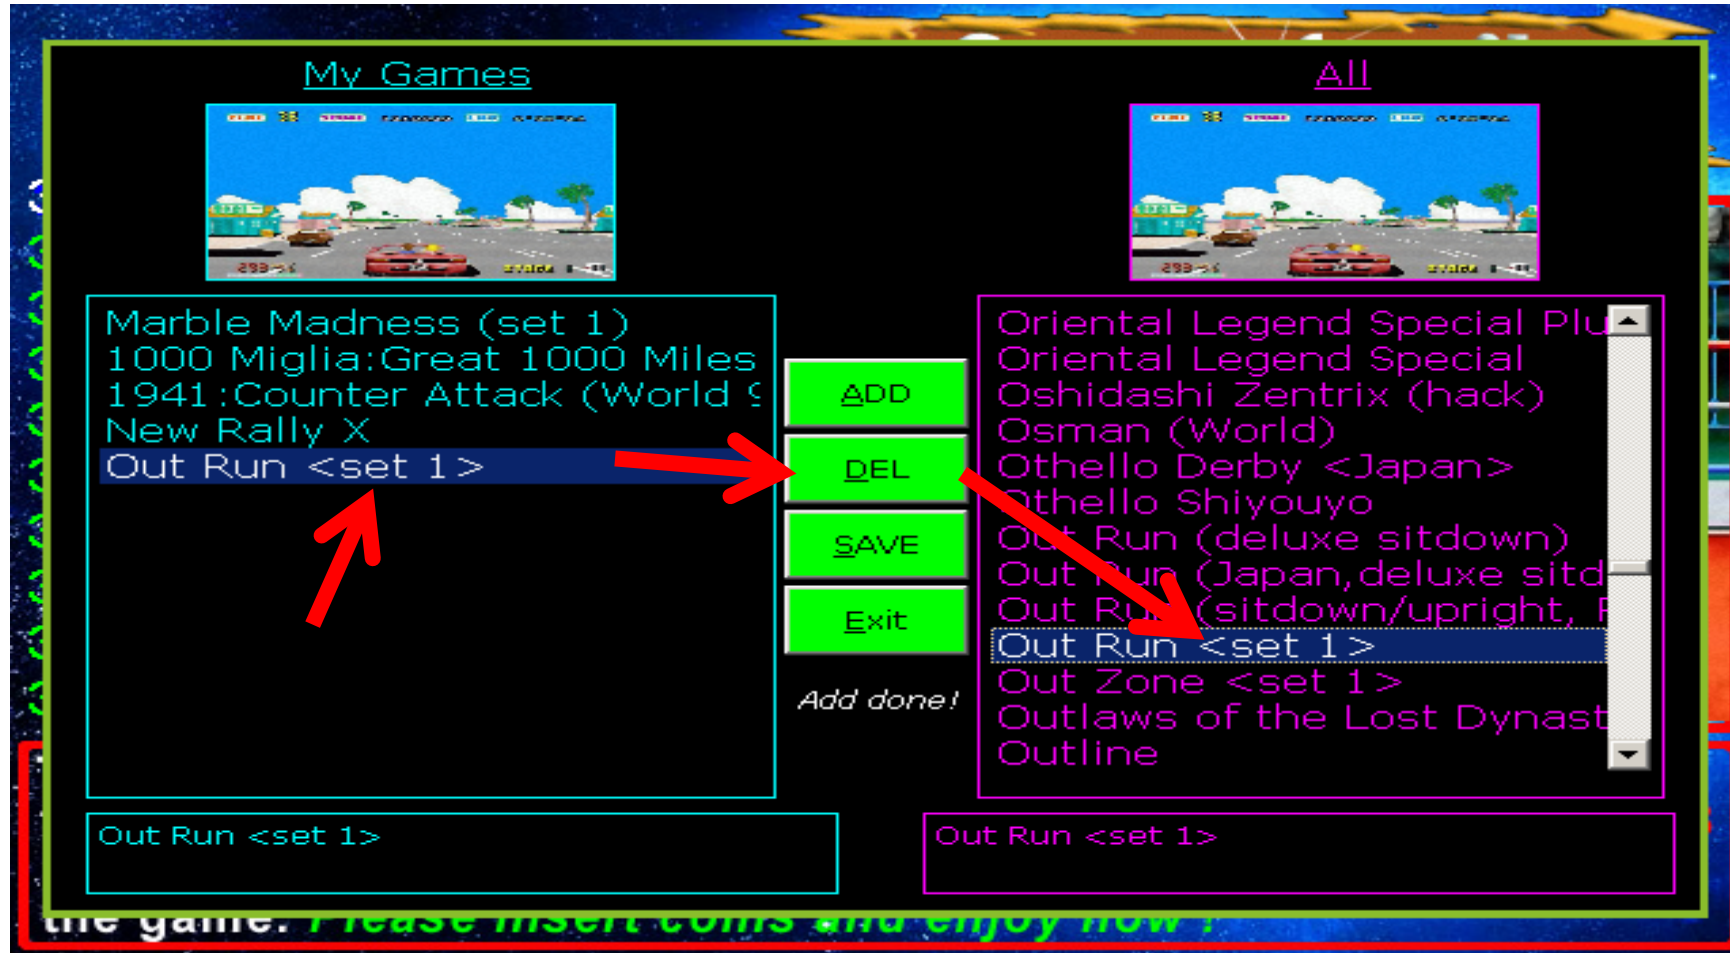 My Games
All
Marble Madness (set 1)
1000 Miglia:Great 1000 Miles
1941:Counter Attack (World 9
New Rally X
Out Run <set 1>
ADD
DEL
SAVE
Exit
Add done!
Oriental Legend Special Plu
Oriental Legend Special
Oshidashi Zentrix (hack)
Osman (World)
Othello Derby <Japan>
Othello Shiyouyo
Out Run (deluxe sitdown)
Out Run (Japan,deluxe sitd
Out Run (sitdown/upright,
Out Run <set 1>
Out Zone <set 1>
Outlaws of the Lost Dynast
Outline
Out Run <set 1>
Out Run <set 1>
the game. Please insert coins and enjoy now !